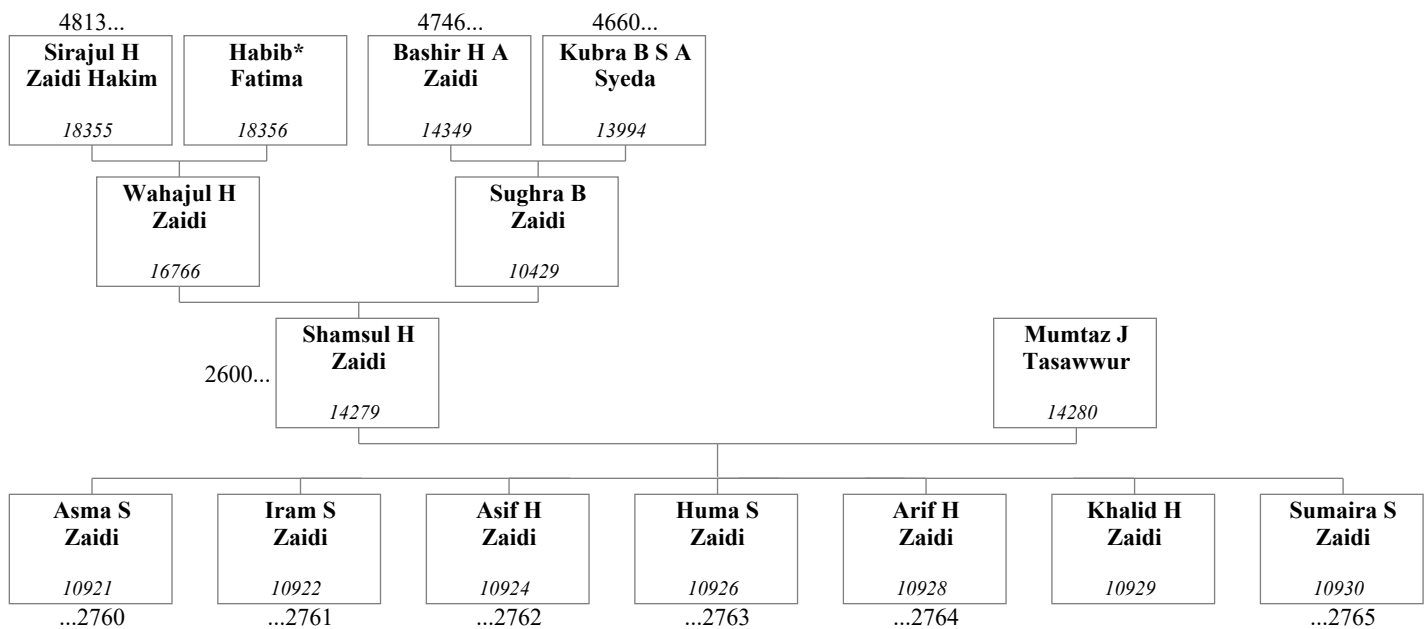 4813...
4746...
4660...
Sirajul H
Zaidi Hakim
18355
Habib*
Fatima
18356
Bashir H A
Zaidi
14349
Kubra B S A
Syeda
13994
Wahajul H
Zaidi
16766
Sughra B
Zaidi
10429
2600...
Shamsul H
Zaidi
14279
Mumtaz J
Tasawwur
14280
Asma S
Zaidi
10921
...2760
Iram S
Zaidi
10922
...2761
Asif H
Zaidi
10924
...2762
Huma S
Zaidi
10926
...2763
Arif H
Zaidi
10928
...2764
Khalid H
Zaidi
10929
Sumaira S
Zaidi
10930
...2765